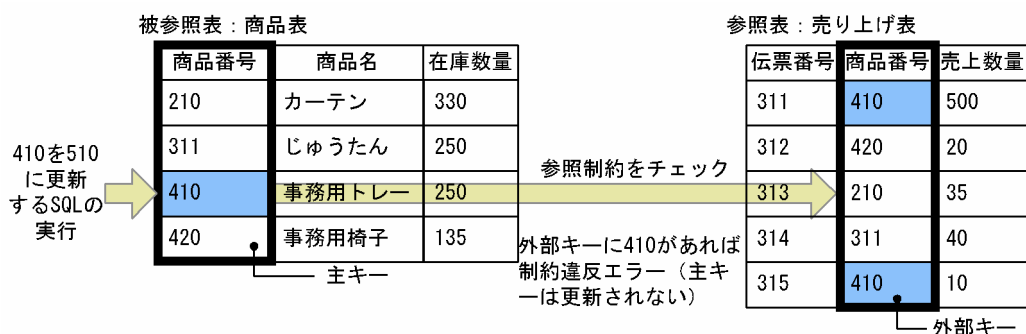 被参照表：商品表
商品番号 商品名 在庫数量
210 カーテン 330
311 じゅうたん 250
410 事務用トレー 250
420 事務用椅子 135
主キー
410を510
に更新
するSQLの
実行
参照制約をチェック
外部キーに410があれば
制約違反エラー（主キ
ーは更新されない）
参照表：売り上げ表
伝票番号 商品番号 売上数量
311 410 500
312 420 20
313 210 35
314 311 40
315 410 10
外部キー